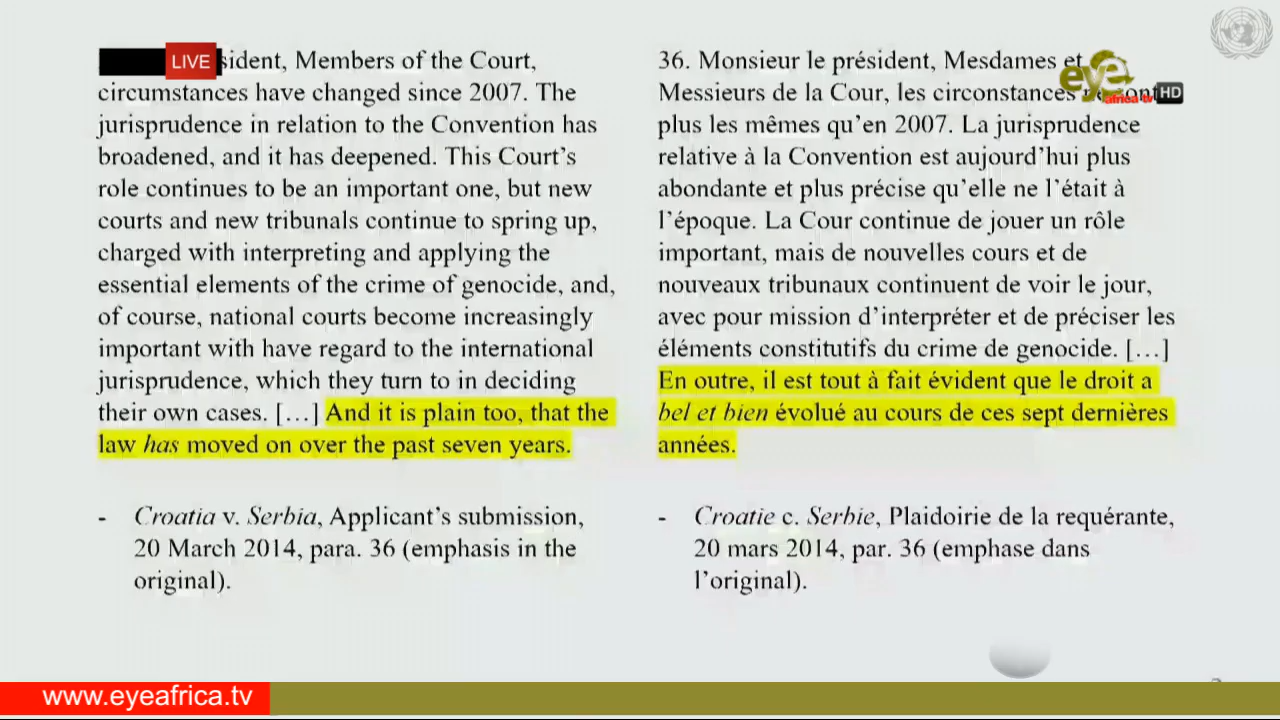 LIVE
sident, Members of the Court,
circumstances have changed since 2007. The
jurisprudence in relation to the Convention has
broadened, and it has deepened. This Court's
role continues to be an important one, but new
courts and new tribunals continue to spring up,
charged with interpreting and applying the
essential elements of the crime of genocide, and,
of course, national courts become increasingly
important with have regard to the international
jurisprudence, which they turn to in deciding
their own cases. […] And it is plain too, that the
law has moved on over the past seven years.
- Croatia v. Serbia, Applicant's submission,
20 March 2014, para. 36 (emphasis in the
original).
36. Monsieur le président, Mesdames et
Messieurs de la Cour, les circonstances
plus les mêmes qu'en 2007. La jurisprudence
relative à la Convention est aujourd'hui plus
abondante et plus précise qu'elle ne l'était à
l'époque. La Cour continue de jouer un rôle
important, mais de nouvelles cours et de
nouveaux tribunaux continuent de voir le jour,
avec pour mission d'interpréter et de préciser les
éléments constitutifs du crime de genocide. […]
En outre, il est tout à fait évident que le droit a
bel et bien évolué au cours de ces sept dernières
années.
- Croatie c. Serbie, Plaidoirie de la requérante,
20 mars 2014, par. 36 (emphase dans
l'original).
eye
africa tv HD
www.eyeafrica.tv